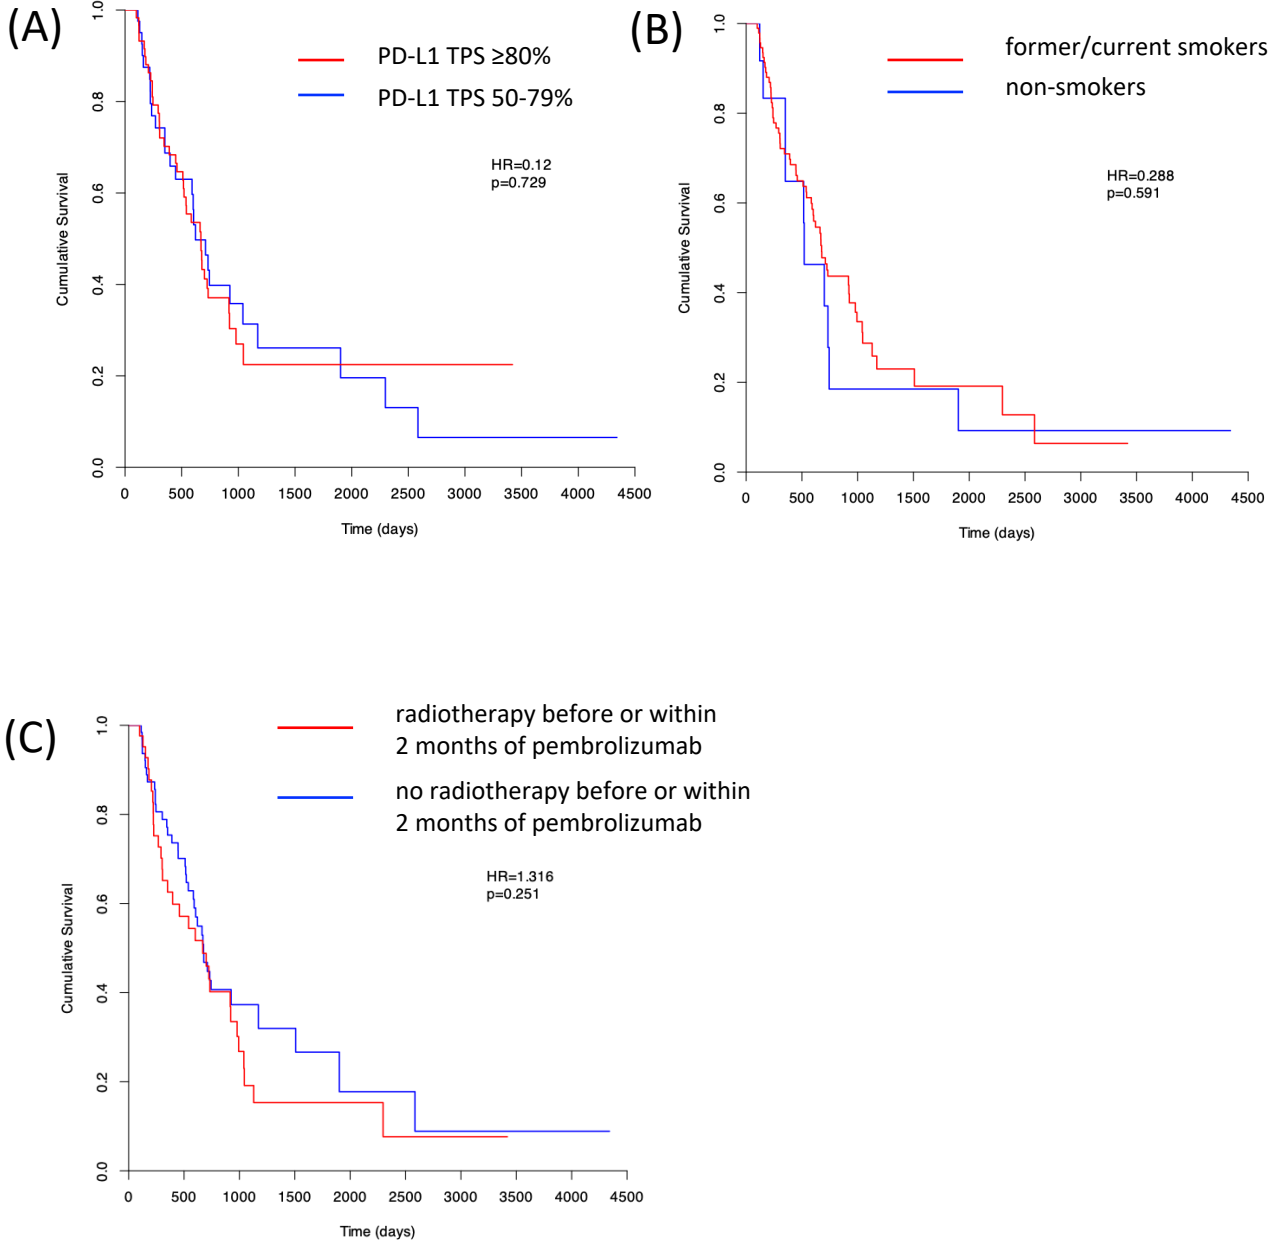 (A)
PD-L1 TPS ≥80%
PD-L1 TPS 50-79%
HR=0.12
p=0.729
Cumulative Survival
1.0
0.8
0.6
0.4
0.2
0.0
0 500 1000 1500 2000 2500 3000 3500 4000 4500
Time (days)
(B)
former/current smokers
non-smokers
HR=0.288
p=0.591
Cumulative Survival
1.0
0.8
0.6
0.4
0.2
0.0
0 500 1000 1500 2000 2500 3000 3500 4000 4500
Time (days)
(C)
radiotherapy before or within
2 months of pembrolizumab
no radiotherapy before or within
2 months of pembrolizumab
HR=1.316
p=0.251
Cumulative Survival
1.0
0.8
0.6
0.4
0.2
0.0
0 500 1000 1500 2000 2500 3000 3500 4000 4500
Time (days)